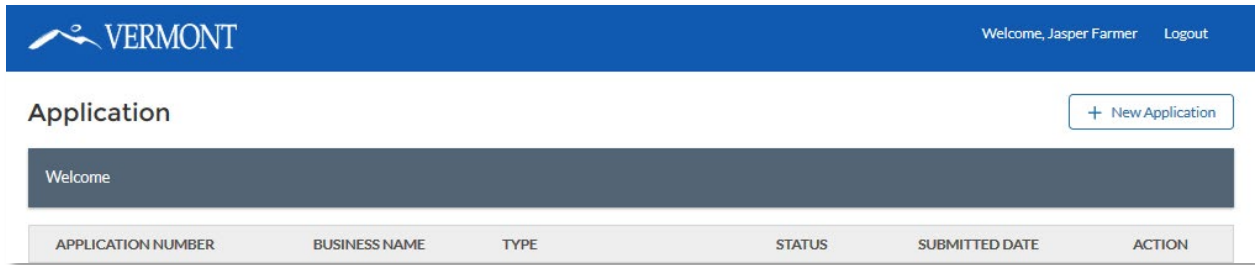 VERMONT Welcome, Jasper Farmer Logout
Application + New Application
Welcome
APPLICATION NUMBER BUSINESS NAME TYPE STATUS SUBMITTED DATE ACTION